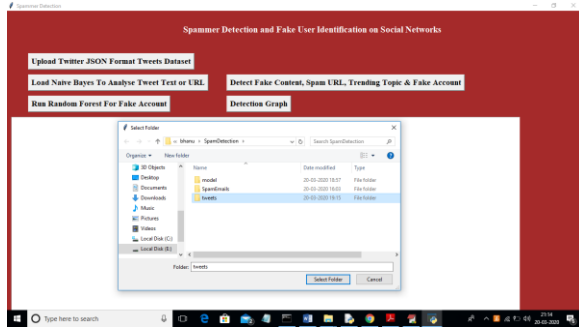 Spammer Detection
Spammer Detection and Fake User Identification on Social Networks
Upload Twitter JSON Format Tweets Dataset
Load Naive Bayes To Analyse Tweet Text or URL
Detect Fake Content, Spam URL, Trending Topic & Fake Account
Run Random Forest For Fake Account
Detection Graph
Select Folder
« bhanu › SpamDetection ›
Search SpamDetection
Organize
New folder
Name
Date modified
Type
3D Objects
Desktop
Documents
Downloads
Music
Pictures
Videos
Local Disk (C:)
Local Disk (E:)
model
20-03-2020 18:57
File folder
SpamEmails
20-03-2020 18:03
File folder
tweets
20-03-2020 19:15
File folder
Folder:
tweets
Select Folder
Cancel
Type here to search
21:14
20-03-2020